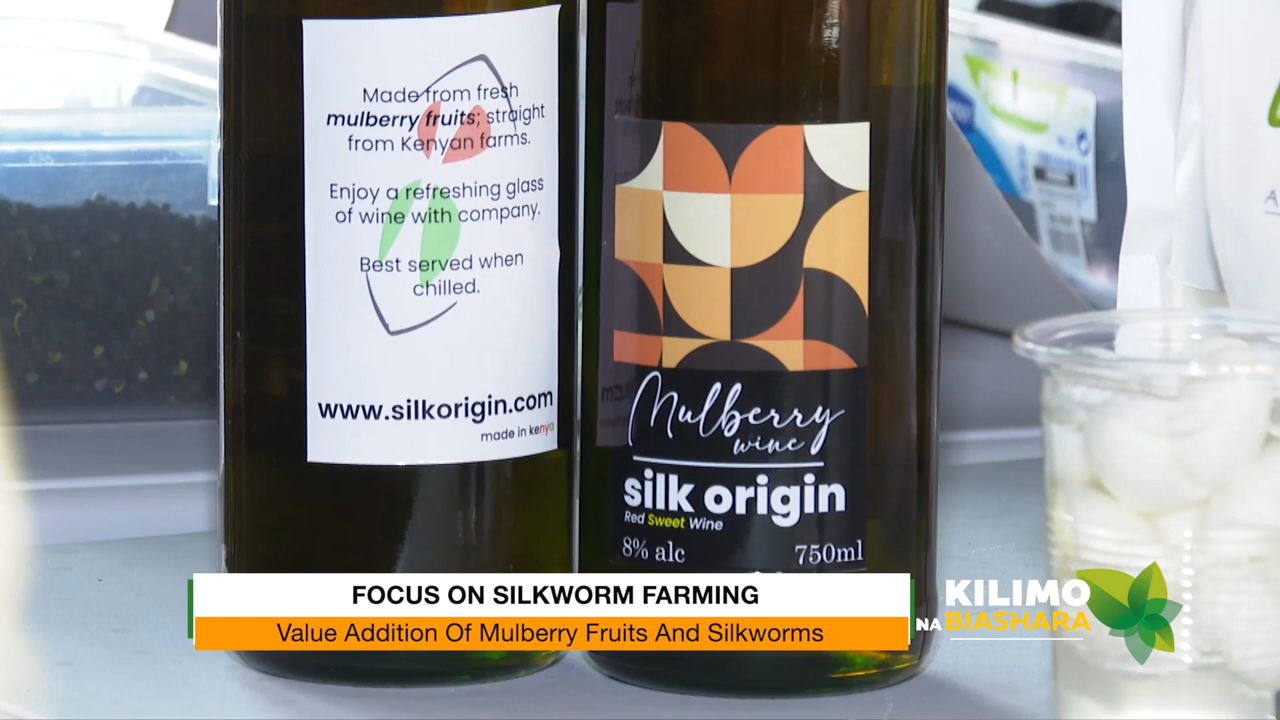 Made from fresh
mulberry fruits; straight
from Kenyan farms.
Enjoy a refreshing glass
of wine with company.
Best served when
chilled.
www.silkorigin.com
made in kenya
Mulberry
wine
silk origin
Red Sweet Wine
8% alc
750ml
FOCUS ON SILKWORM FARMING
Value Addition Of Mulberry Fruits And Silkworms
KILIMO
NA BIASHARA